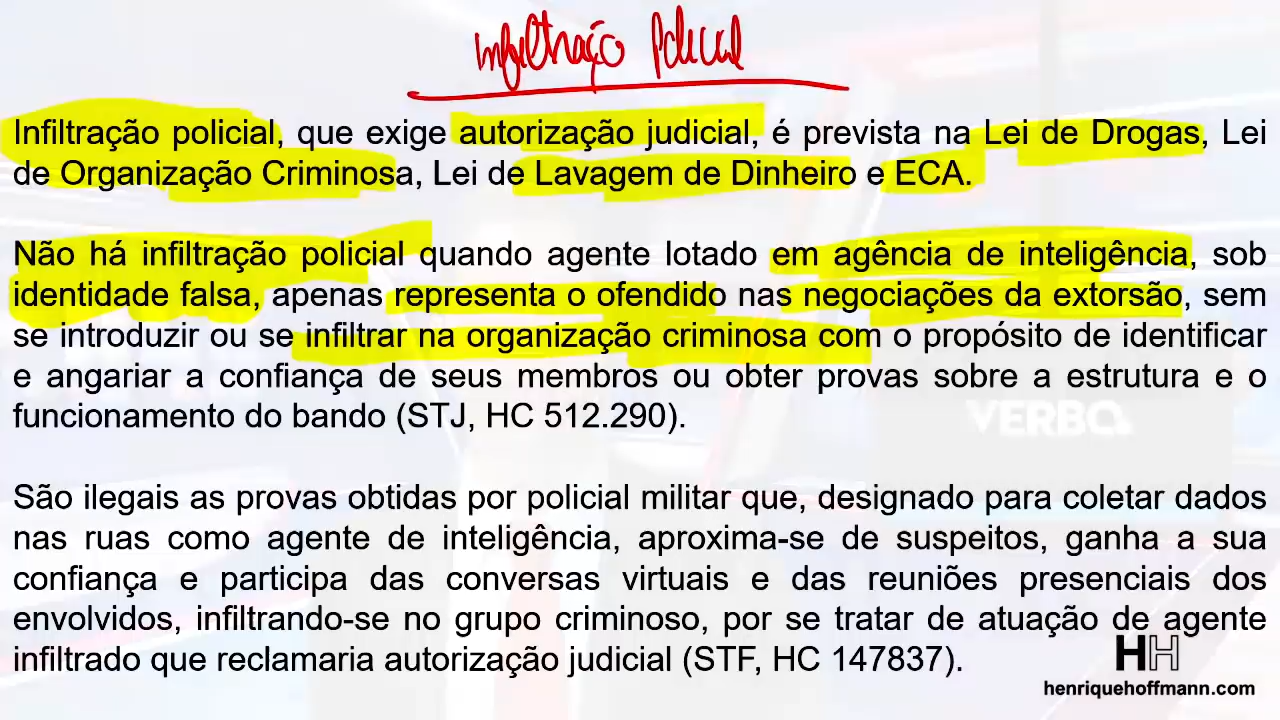 Infiltração Policial
Infiltração policial, que exige autorização judicial, é prevista na Lei de Drogas, Lei
de Organização Criminosa, Lei de Lavagem de Dinheiro e ECA.
Não há infiltração policial quando agente lotado em agência de inteligência, sob
identidade falsa, apenas representa o ofendido nas negociações da extorsão, sem
se introduzir ou se infiltrar na organização criminosa com o propósito de identificar
e angariar a confiança de seus membros ou obter provas sobre a estrutura e o
funcionamento do bando (STJ, HC 512.290).
VERBO
São ilegais as provas obtidas por policial militar que, designado para coletar dados
nas ruas como agente de inteligência, aproxima-se de suspeitos, ganha a sua
confiança e participa das conversas virtuais e das reuniões presenciais dos
envolvidos, infiltrando-se no grupo criminoso, por se tratar de atuação de agente
infiltrado que reclamaria autorização judicial (STF, HC 147837).
HH
henriquehoffmann.com